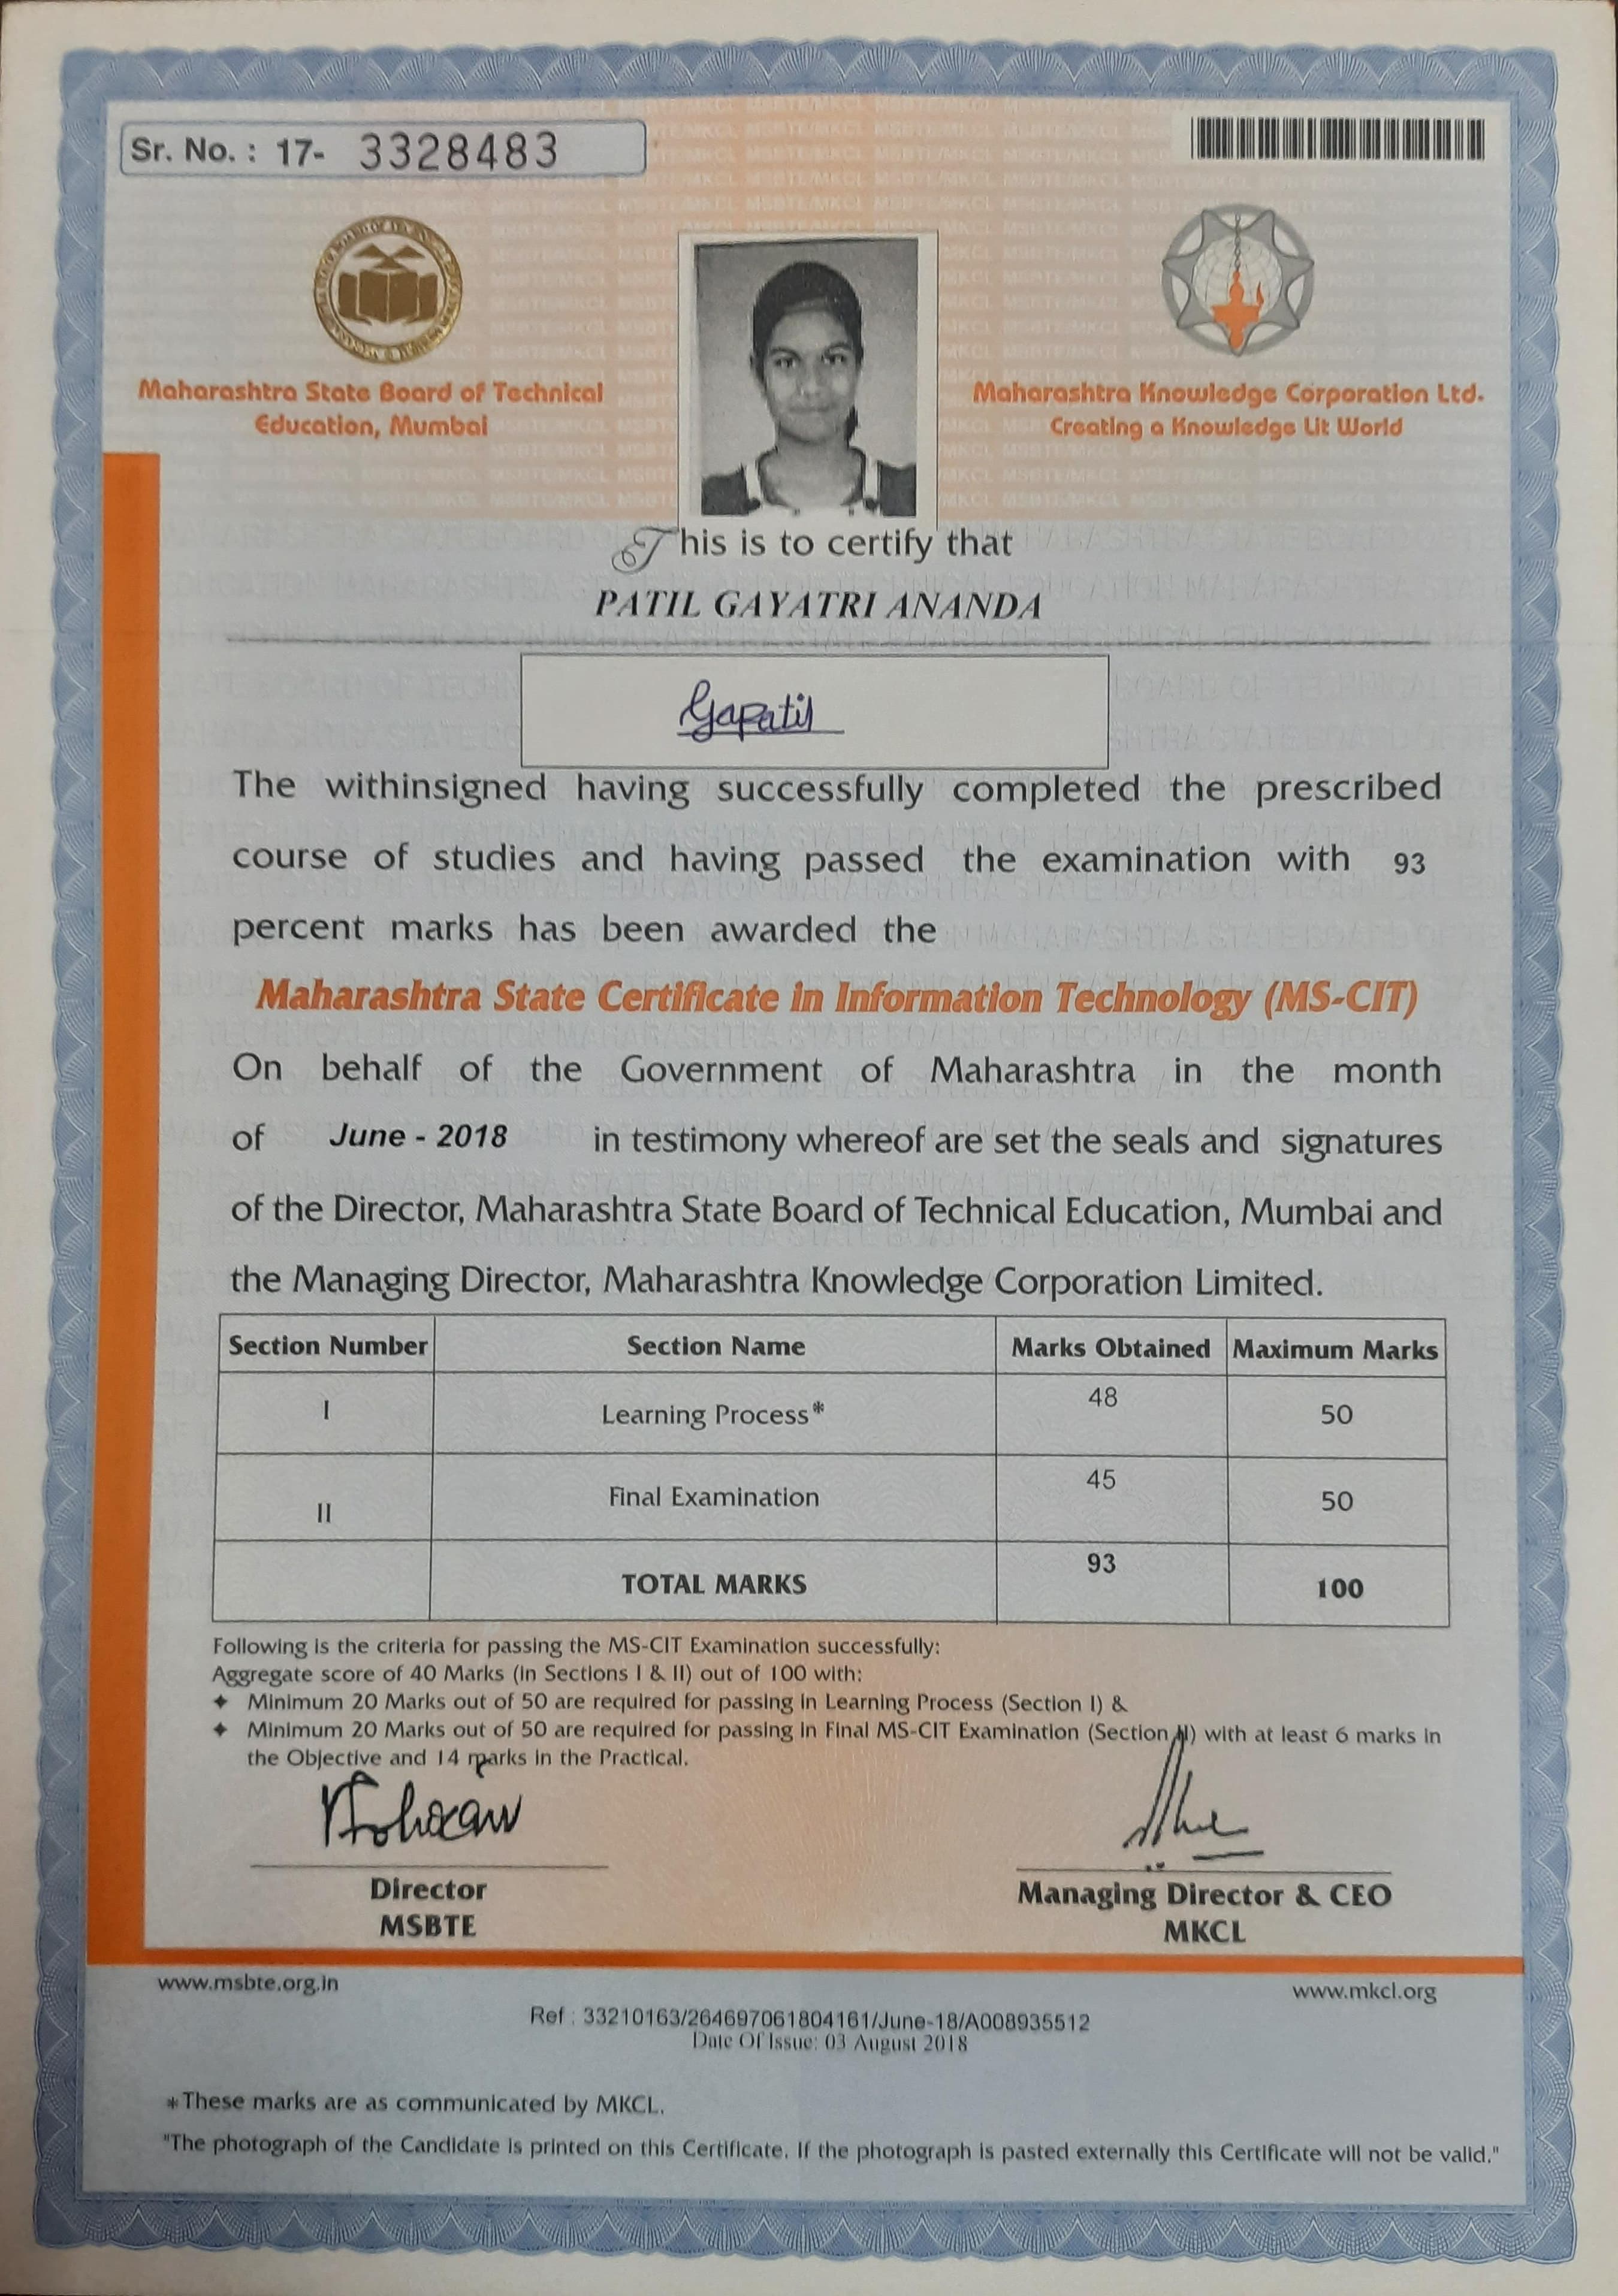 Sr. No. : 17- 3328483
Maharashtra State Board of Technical
Education, Mumbai
Maharashtra Knowledge Corporation Ltd.
Creating a Knowledge Lit World
This is to certify that
PATIL GAYATRI ANANDA
Gapatil
The withinsigned having successfully completed the prescribed
course of studies and having passed the examination with 93
percent marks has been awarded the
Maharashtra State Certificate in Information Technology (MS-CIT)
On behalf of the Government of Maharashtra in the month
of June - 2018 in testimony whereof are set the seals and signatures
of the Director, Maharashtra State Board of Technical Education, Mumbai and
the Managing Director, Maharashtra Knowledge Corporation Limited.
Section Number Section Name Marks Obtained Maximum Marks
I Learning Process* 48 50
II Final Examination 45 50
TOTAL MARKS 93 100
Following is the criteria for passing the MS-CIT Examination successfully:
Aggregate score of 40 Marks (in Sections I & II) out of 100 with:
✦ Minimum 20 Marks out of 50 are required for passing in Learning Process (Section I) &
✦ Minimum 20 Marks out of 50 are required for passing in Final MS-CIT Examination (Section II) with at least 6 marks in
the Objective and 14 marks in the Practical.
Director
MSBTE
Managing Director & CEO
MKCL
www.msbte.org.in
www.mkcl.org
Ref : 33210163/264697061804161/June-18/A008935512
Date Of Issue: 03 August 2018
*These marks are as communicated by MKCL.
"The photograph of the Candidate is printed on this Certificate. If the photograph is pasted externally this Certificate will not be valid."